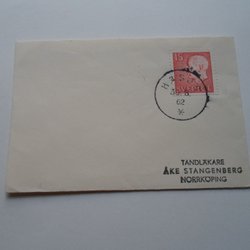 15
62
TANDLÄKARE
ÅKE STANGENBERG
NORRKÖPING